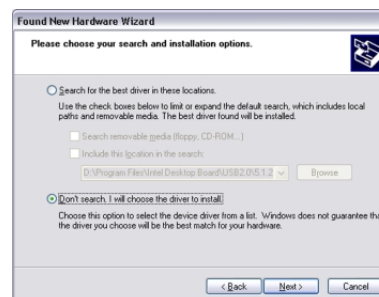 Found New Hardware Wizard
Please choose your search and installation options.
Search for the best driver in these locations.
Use the check boxes below to limit or expand the default search, which includes local
paths and removable media. The best driver found will be installed.
Search removable media (floppy, CD-ROM...)
Include this location in the search:
D:\Program Files\Intel Desktop Board\USB2.0\5.1.2
Browse
Don't search. I will choose the driver to install.
Choose this option to select the device driver from a list. Windows does not guarantee tha
the driver you choose will be the best match for your hardware.
< Back
Next >
Cancel